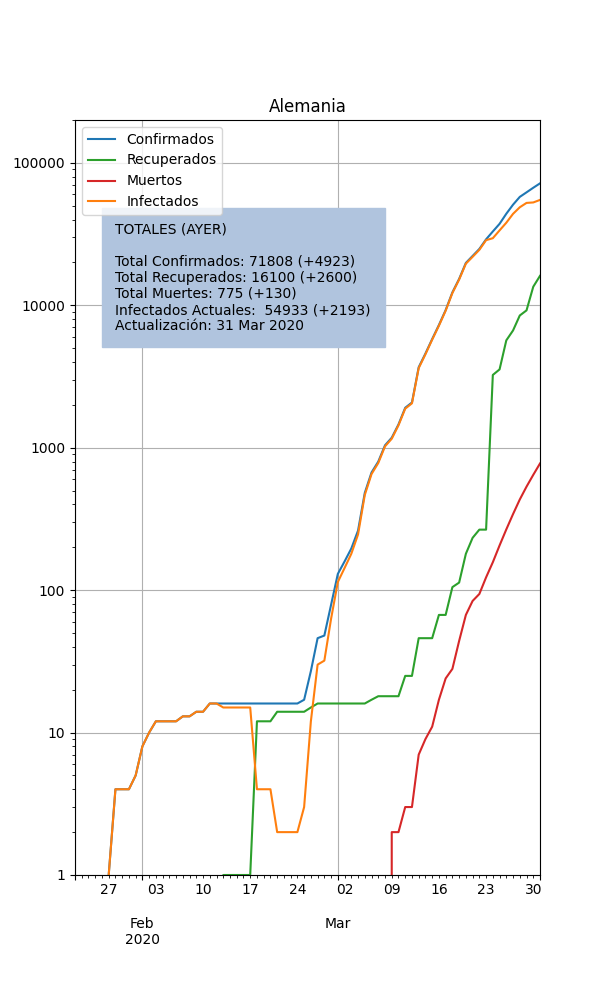 Alemania
Confirmados
Recuperados
Muertos
Infectados
TOTALES (AYER)
Total Confirmados: 71808 (+4923)
Total Recuperados: 16100 (+2600)
Total Muertes: 775 (+130)
Infectados Actuales:  54933 (+2193)
Actualización: 31 Mar 2020
100000
10000
1000
100
10
1
27 03 10 17 24 02 09 16 23 30
Feb Mar
2020